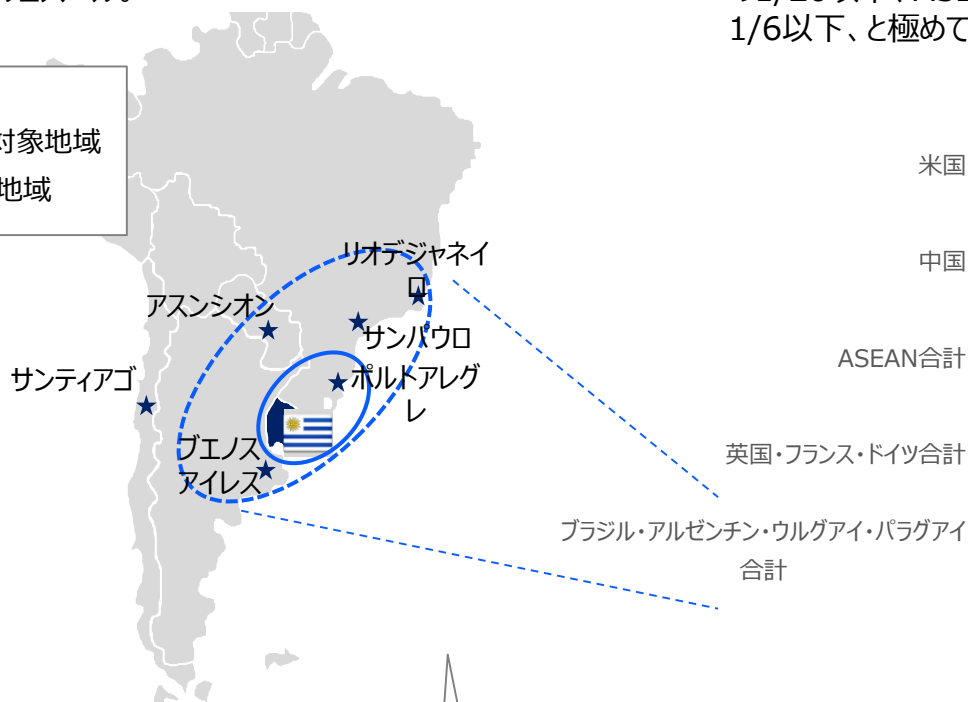 1/6以下、と極めて
対象地域
地域
米国
中国
ASEAN合計
英国・フランス・ドイツ合計
ブラジル・アルゼンチン・ウルグアイ・パラグアイ
合計
リオデジャネイ
ロ
アスンシオン
サンパウロ
サンティアゴ
ポルトアレグ
レ
ブエノス
アイレス